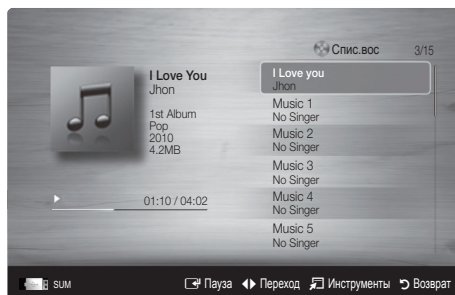 Спис.вос 3/15
I Love You
Jhon
1st Album
Pop
2010
4.2MB
01:10 / 04:02
I Love you
Jhon
Music 1
No Singer
Music 2
No Singer
Music 3
No Singer
Music 4
No Singer
Music 5
No Singer
SUM Пауза Переход Инструменты Возврат